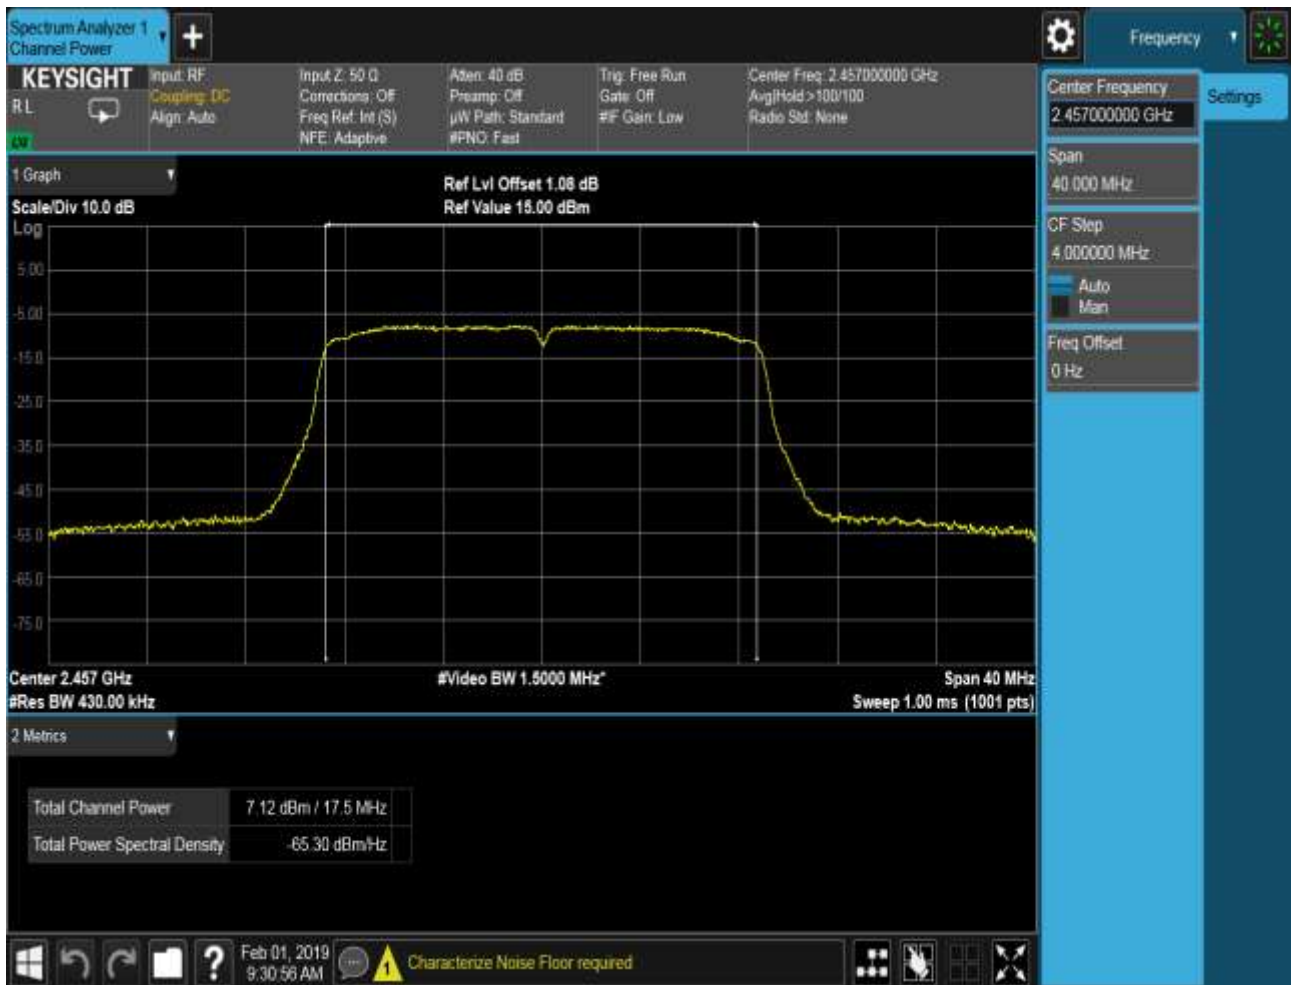 Spectrum Analyzer 1
Channel Power
+
Frequency
KEYSIGHT
R L
Input: RF
Coupling: DC
Align: Auto
Input Z: 50 Ω
Corrections: Off
Freq Ref: Int (S)
NFE: Adaptive
Atten: 40 dB
Preamp: Off
µW Path: Standard
#PNO: Fast
Trig: Free Run
Gate: Off
#IF Gain: Low
Center Freq: 2.457000000 GHz
Avg|Hold >100/100
Radio Std: None
Center Frequency
2.457000000 GHz
Settings
Span
40.000 MHz
CF Step
4.000000 MHz
Auto
Man
Freq Offset
0 Hz
1 Graph
Ref Lvl Offset 1.08 dB
Scale/Div 10.0 dB
Ref Value 15.00 dBm
Log
5.00
-5.00
-15.0
-25.0
-35.0
-45.0
-55.0
-65.0
-75.0
Center 2.457 GHz
#Video BW 1.5000 MHz*
Span 40 MHz
#Res BW 430.00 kHz
Sweep 1.00 ms (1001 pts)
2 Metrics
Total Channel Power
7.12 dBm / 17.5 MHz
Total Power Spectral Density
-65.30 dBm/Hz
?
Feb 01, 2019
9:30:56 AM
1
Characterize Noise Floor required